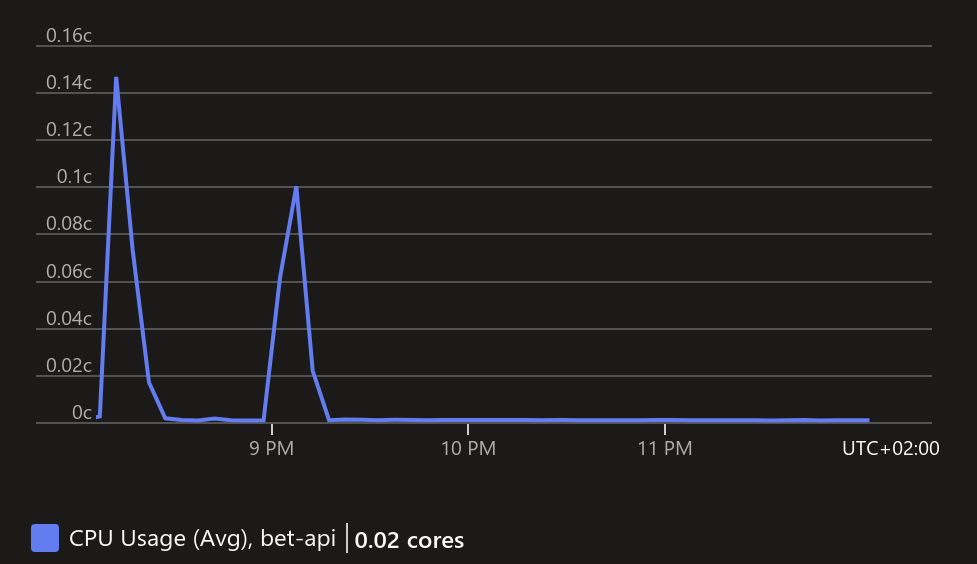 0.16c
0.14c
0.12c
0.1c
0.08c
0.06c
0.04c
0.02c
0c
9 PM 10 PM 11 PM UTC+02:00
CPU Usage (Avg), bet-api 0.02 cores